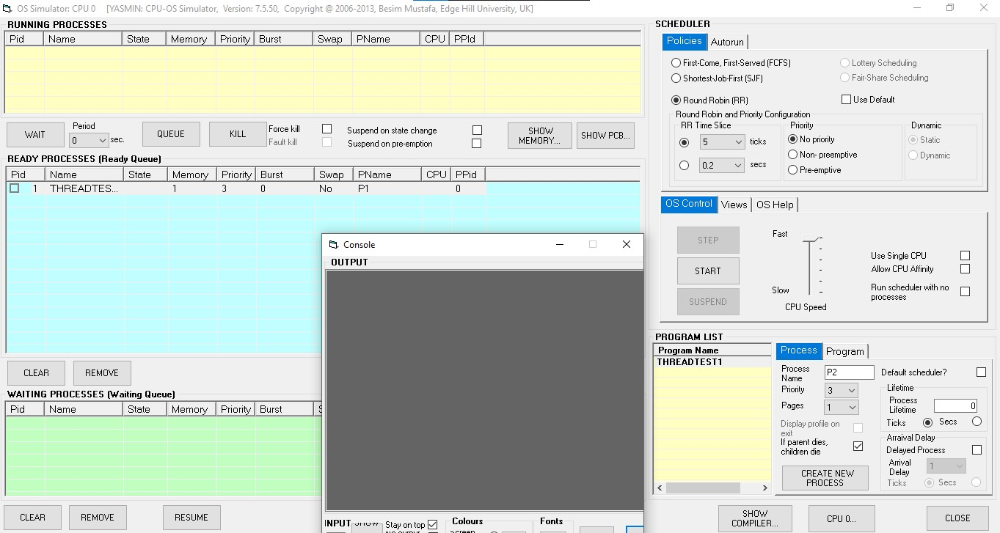 OS Simulator: CPU 0 [YASMIN: CPU-OS Simulator, Version: 7.5.50, Copyright @ 2006-2013, Besim Mustafa, Edge Hill University, UK]
RUNNING PROCESSES
Pid Name State Memory Priority Burst Swap PName CPU PPId
WAIT
Period
0 sec.
QUEUE
KILL
Force kill
Fault kill
Suspend on state change
Suspend on pre-emption
SHOW
MEMORY...
SHOW PCB...
READY PROCESSES (Ready Queue)
Pid Name State Memory Priority Burst Swap PName CPU PPId
1 THREADTES... 1 3 0 No P1 0
CLEAR
REMOVE
WAITING PROCESSES (Waiting Queue)
Pid Name State Memory Priority Burst
CLEAR
REMOVE
RESUME
Console
OUTPUT
INPUT
SHOW
Stay on top
Colours
Screen
Fonts
SCHEDULER
Policies Autorun
First-Come, First-Served (FCFS)
Shortest-Job-First (SJF)
Round Robin (RR)
Lottery Scheduling
Fair-Share Scheduling
Use Default
Round Robin and Priority Configuration
RR Time Slice
5 ticks
0.2 secs
Priority
No priority
Non- preemptive
Pre-emptive
Dynamic
Static
Dynamic
OS Control Views OS Help
STEP
START
SUSPEND
Fast
Slow
CPU Speed
Use Single CPU
Allow CPU Affinity
Run scheduler with no
processes
PROGRAM LIST
Program Name
THREADTEST1
Process Program
Process
Name
P2
Priority
3
Pages
1
Display profile on
exit
If parent dies,
children die
CREATE NEW
PROCESS
Default scheduler?
Lifetime
Process
Lifetime
0
Ticks Secs
Arraival Delay
Delayed Process
Arrival
Delay
1
Ticks Secs
SHOW
COMPILER...
CPU 0...
CLOSE